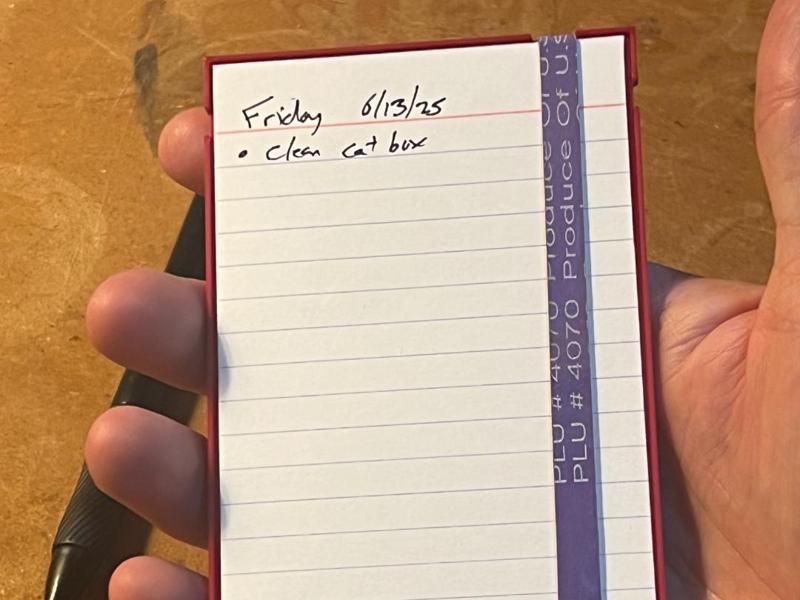 Friday 6/13/25
• Clean cat box
PLU # 4070 Produce Of U.S
PLU # 4070 Produce Of U.S